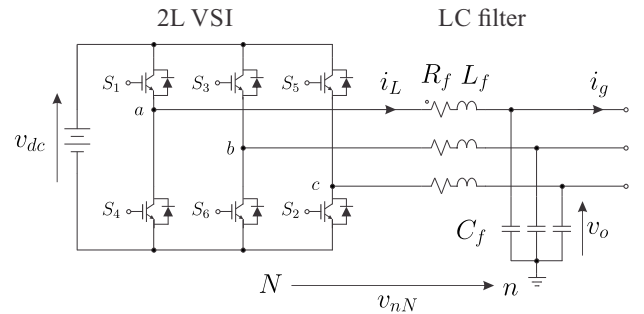 2L VSI LC filter
S1 S3 S5
a
iL Rf Lf ig
vdc
b
c
S4 S6 S2
Cf vo
N n
vnN